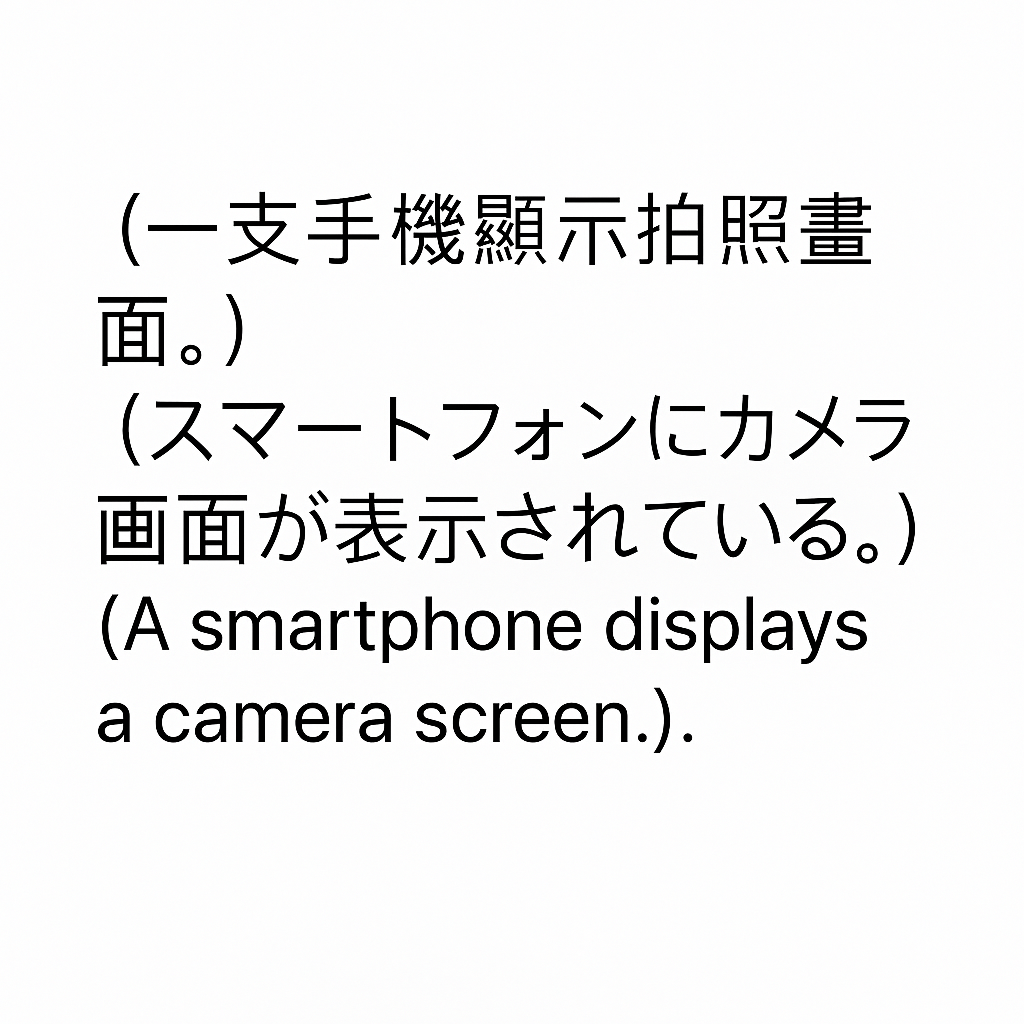 (一支手機顯示拍照畫
面。)
(スマートフォンにカメラ
画面が表示されている。)
(A smartphone displays
a camera screen.).